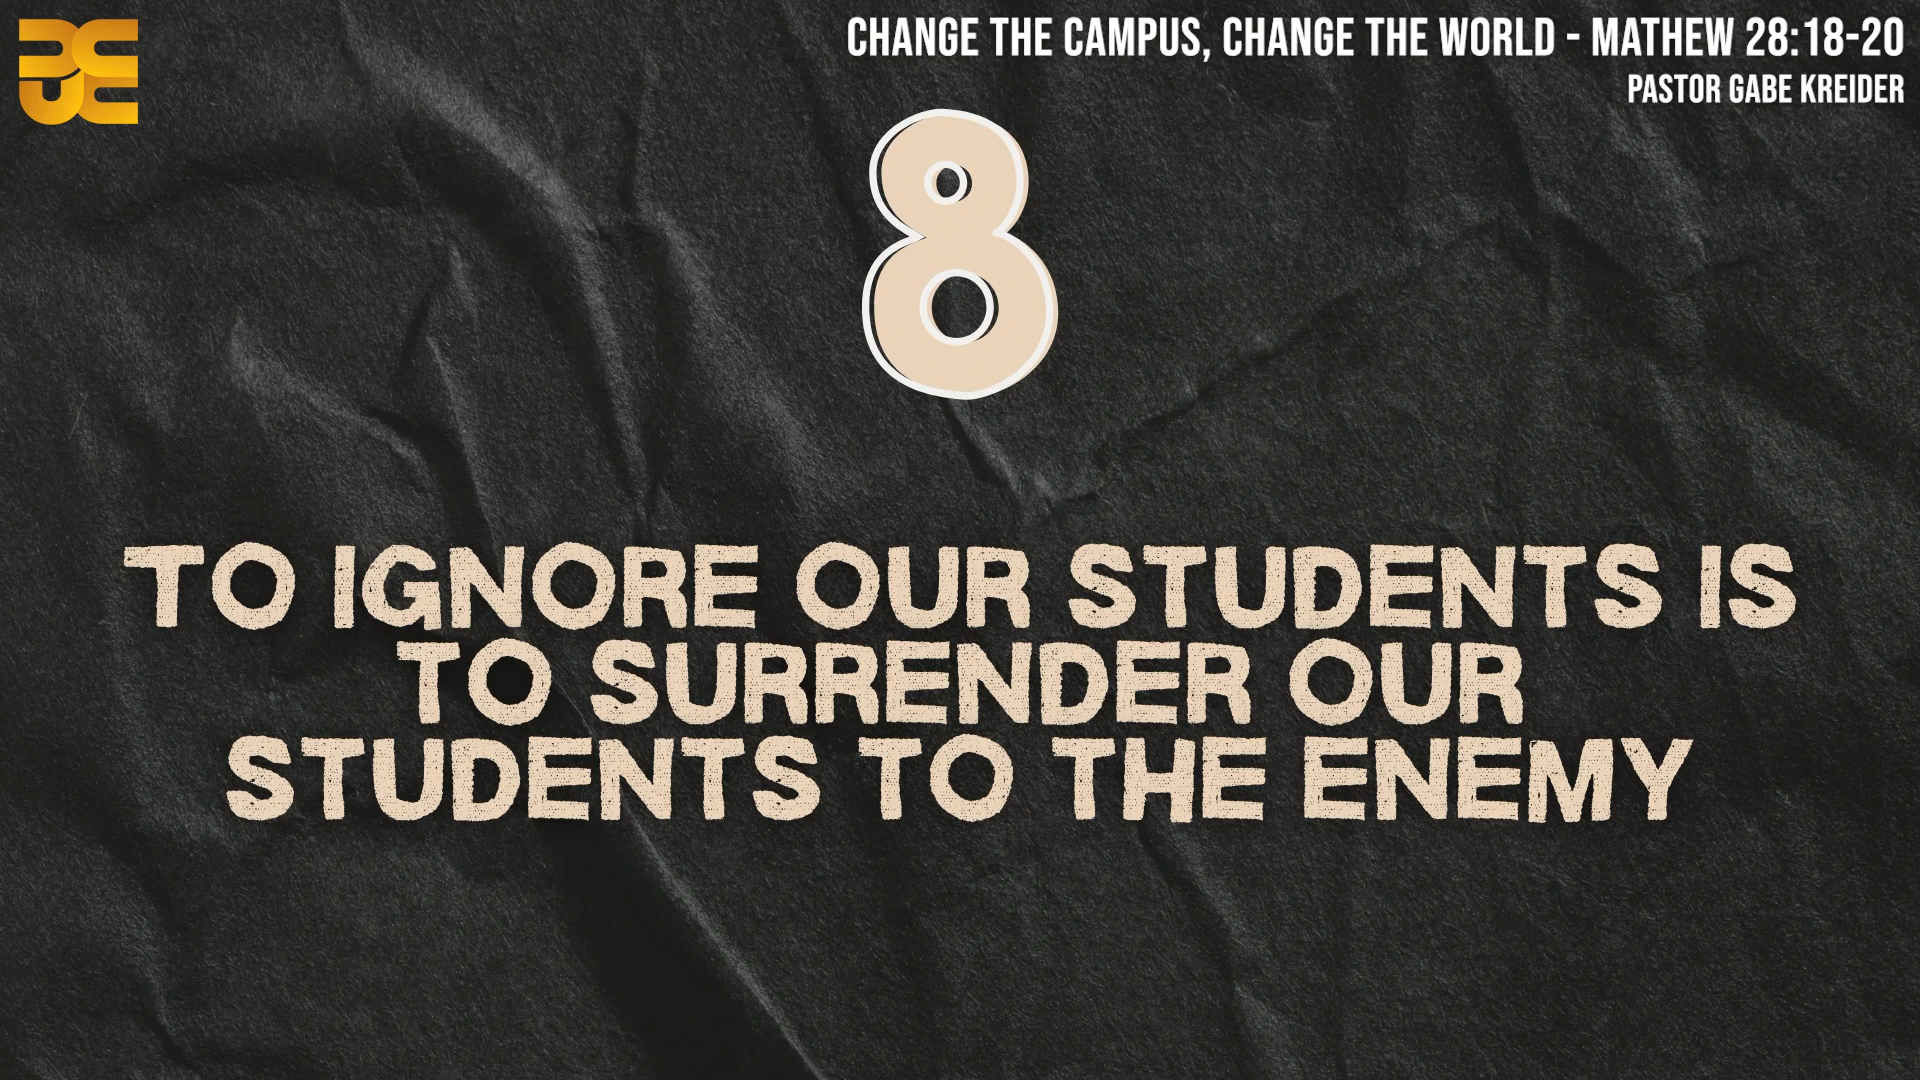 CHANGE THE CAMPUS, CHANGE THE WORLD - MATHEW 28:18-20
PASTOR GABE KREIDER
8
TO IGNORE OUR STUDENTS IS
TO SURRENDER OUR
STUDENTS TO THE ENEMY